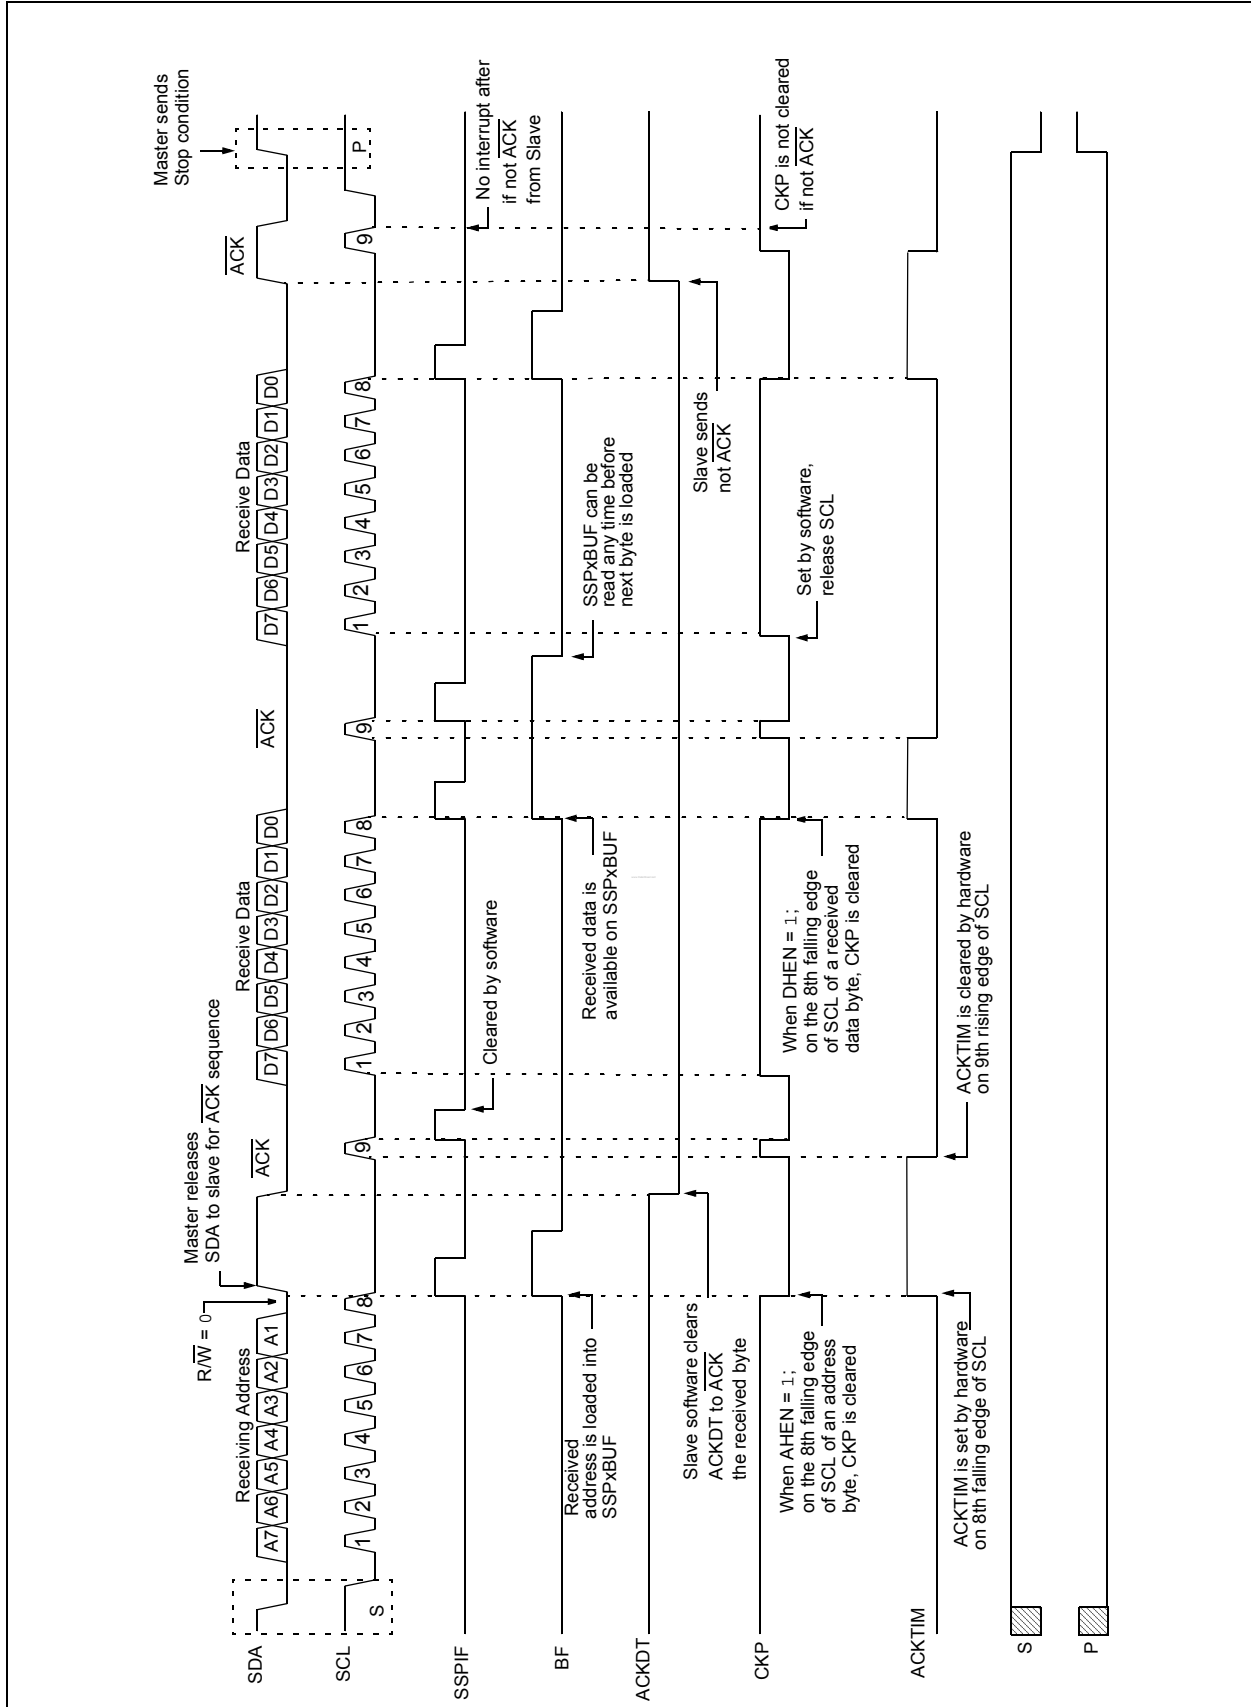 Master releases
SDA to slave for ACK sequence
Master sends
Stop condition
R/W = 0
Receiving Address
Receive Data
Receive Data
ACK
ACK
ACK
SDA
A7 A6 A5 A4 A3 A2 A1
D7 D6 D5 D4 D3 D2 D1 D0
D7 D6 D5 D4 D3 D2 D1 D0
SCL
S
1 2 3 4 5 6 7 8 9
1 2 3 4 5 6 7 8 9
1 2 3 4 5 6 7 8 9
P
SSPIF
Cleared by software
No interrupt after
if not ACK
from Slave
BF
Received
address is loaded into
SSPxBUF
Received data is
available on SSPxBUF
SSPxBUF can be
read any time before
next byte is loaded
ACKDT
Slave software clears
ACKDT to ACK
the received byte
Slave sends
not ACK
CKP
When AHEN = 1;
on the 8th falling edge
of SCL of an address
byte, CKP is cleared
When DHEN = 1;
on the 8th falling edge
of SCL of a received
data byte, CKP is cleared
Set by software,
release SCL
CKP is not cleared
if not ACK
ACKTIM
ACKTIM is set by hardware
on 8th falling edge of SCL
ACKTIM is cleared by hardware
on 9th rising edge of SCL
S
P